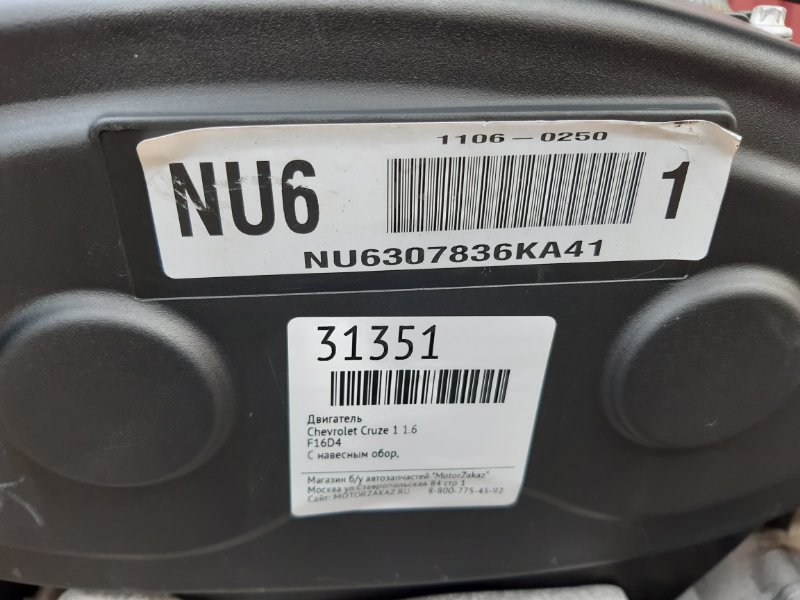 1106-0250
NU6
1
NU6307836KA41
31351
Двигатель
Chevrolet Cruze 1 1.6
F16D4
С навесным обор,
Магазин б/у автозапчастей "MotorZakaz"
Москва ул.Ставропольская 84 стр 1
Сайт: MOTORZAKAZ.RU 8-800-775-45-92